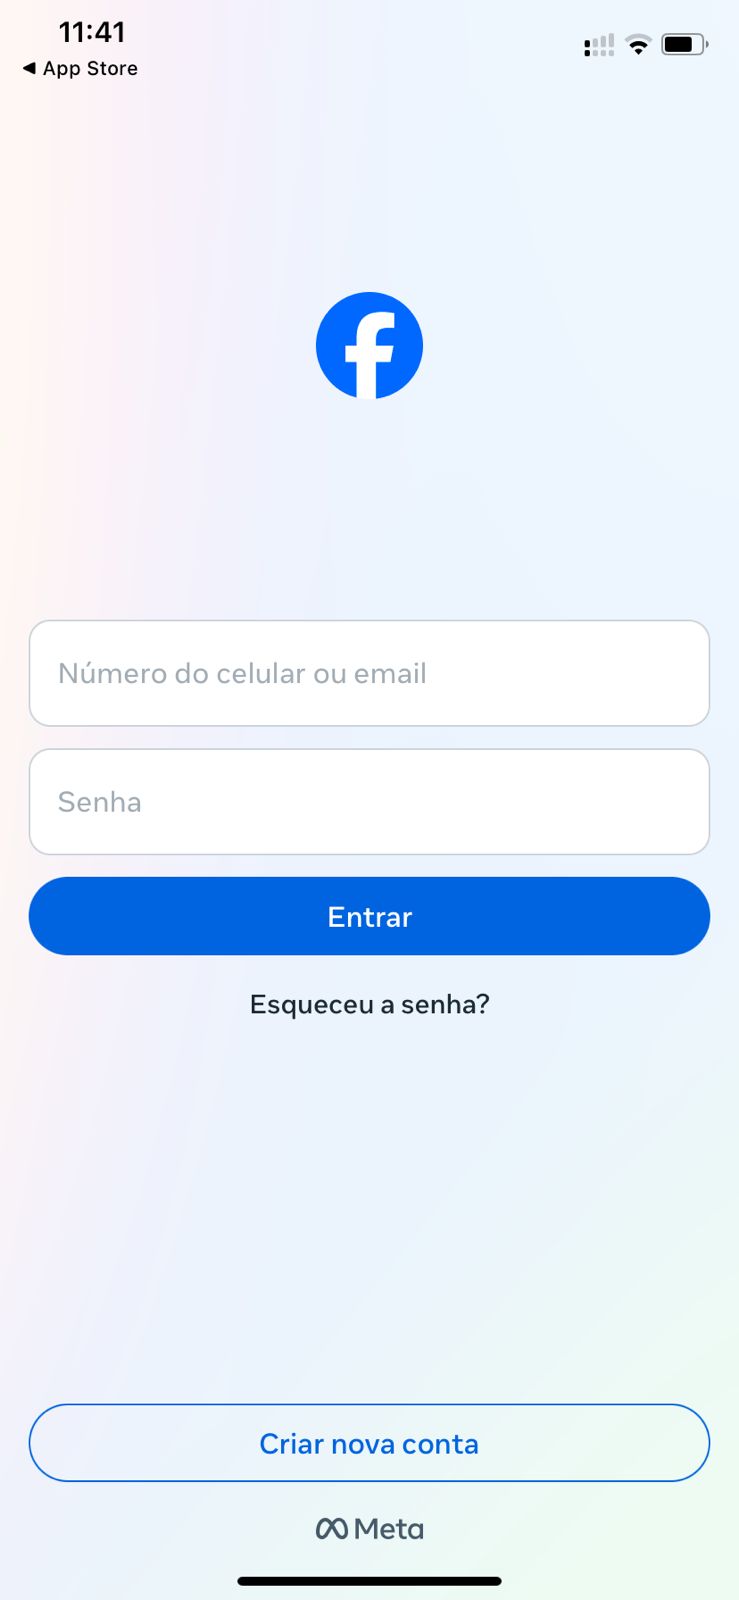 11:41
◀ App Store
Número do celular ou email
Senha
Entrar
Esqueceu a senha?
Criar nova conta
Meta